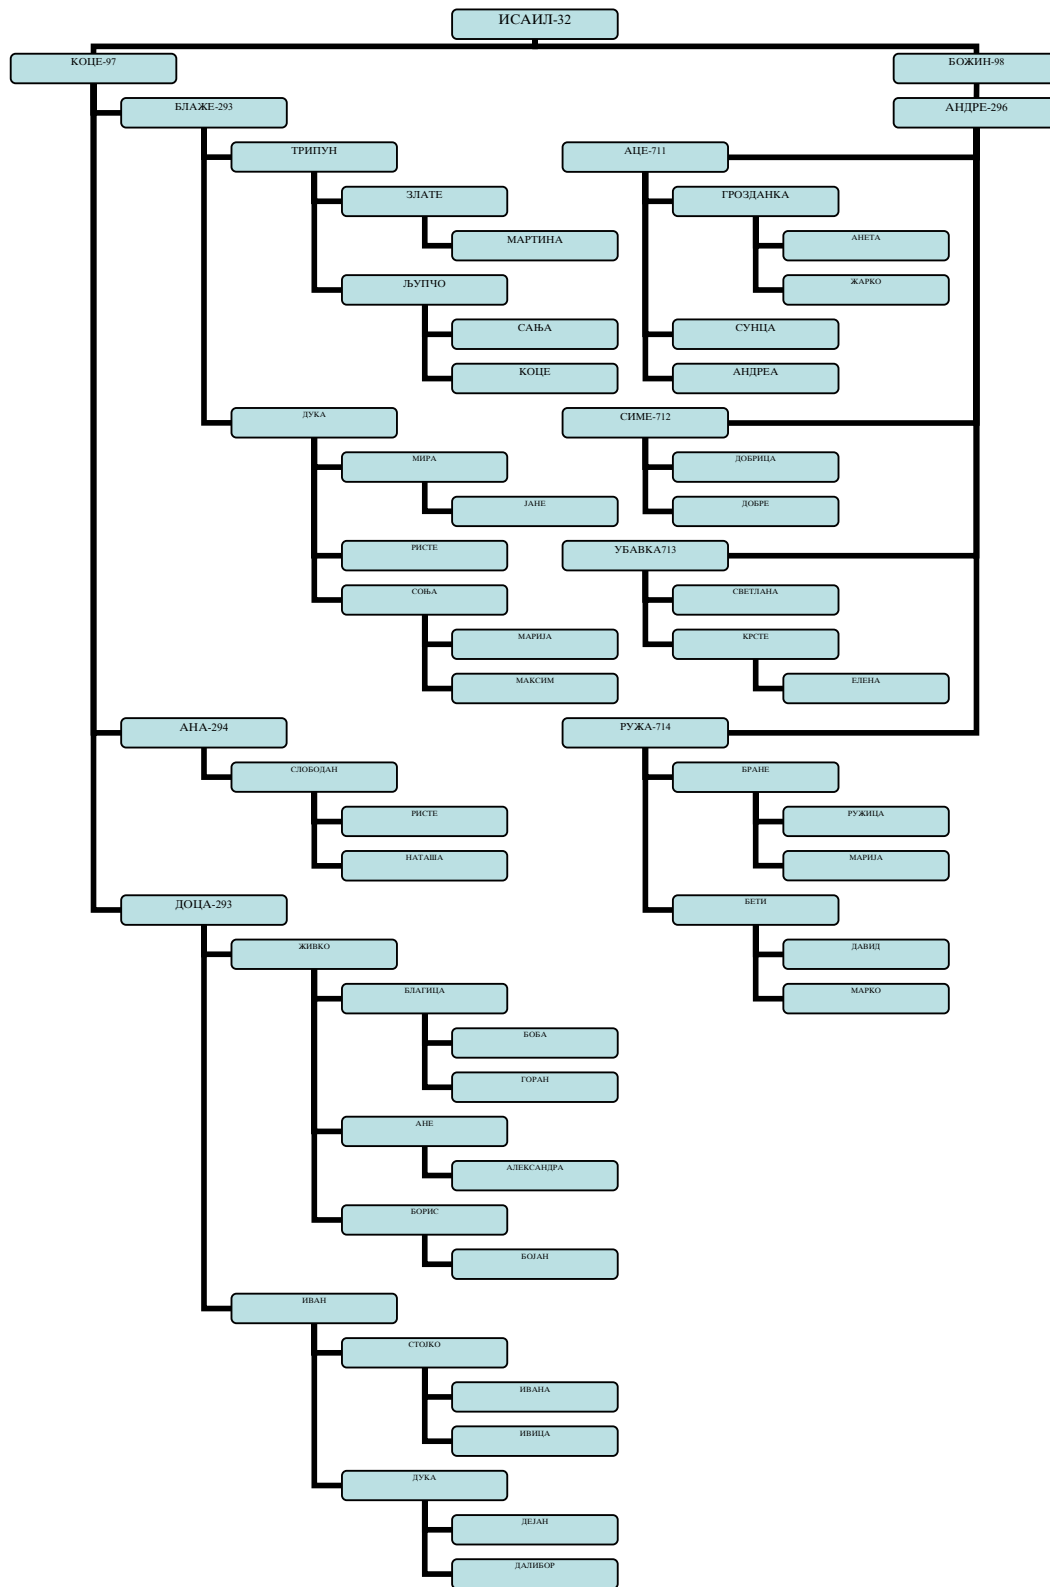 ИСАИЛ-32
КОЦЕ-97
БОЖИН-98
БЛАЖЕ-293
АНДРЕ-296
ТРИПУН
АЦЕ-711
ЗЛАТЕ
ГРОЗДАНКА
МАРТИНА
АНЕТА
ЉУПЧО
ЖАРКО
САЊА
СУНЦА
КОЦЕ
АНДРЕА
ДУКА
СИМЕ-712
МИРА
ДОБРИЦА
ЈАНЕ
ДОБРЕ
РИСТЕ
УБАВКА713
СОЊА
СВЕТЛАНА
МАРИЈА
КРСТЕ
МАКСИМ
ЕЛЕНА
АНА-294
РУЖА-714
СЛОБОДАН
БРАНЕ
РИСТЕ
РУЖИЦА
НАТАША
МАРИЈА
ДОЦА-293
БЕТИ
ЖИВКО
ДАВИД
БЛАГИЦА
МАРКО
БОБА
ГОРАН
АНЕ
АЛЕКСАНДРА
БОРИС
БОЈАН
ИВАН
СТОЈКО
ИВАНА
ИВИЦА
ДУКА
ДЕЈАН
ДАЛИБОР